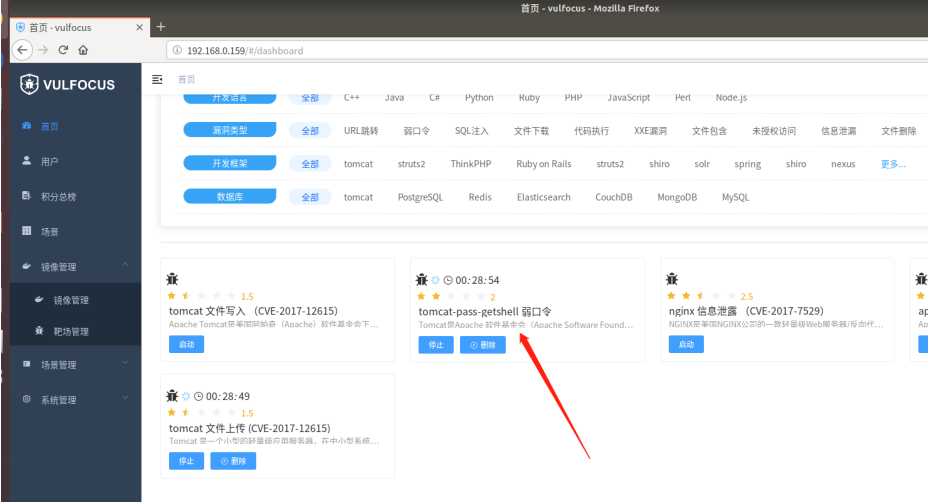 首页 - vulfocus - Mozilla Firefox
首页 - vulfocus × +
192.168.0.159/#/dashboard
VULFOCUS
首页
首页
用户
积分总榜
场景
镜像管理
镜像管理
靶场管理
场景管理
系统管理
开发语言 全部 C++ Java C# Python Ruby PHP JavaScript Perl Node.js
漏洞类型 全部 URL跳转 弱口令 SQL注入 文件下载 代码执行 XXE漏洞 文件包含 未授权访问 信息泄漏 文件删除
开发框架 全部 tomcat struts2 ThinkPHP Ruby on Rails struts2 shiro solr spring shiro nexus 更多...
数据库 全部 tomcat PostgreSQL Redis Elasticsearch CouchDB MongoDB MySQL
1.5
tomcat 文件写入 （CVE-2017-12615)
Apache Tomcat是美国阿帕奇（Apache）软件基金会下...
启动
00:28:54
2
tomcat-pass-getshell 弱口令
Tomcat是Apache 软件基金会（Apache Software Found...
停止 删除
2.5
nginx 信息泄露 （CVE-2017-7529）
NGINX是美国NGINX公司的一款轻量级Web服务器/反向代...
启动
ap
00:28:49
1.5
tomcat 文件上传 (CVE-2017-12615)
Tomcat 是一个小型的轻量级应用服务器，在中小型系统...
停止 删除